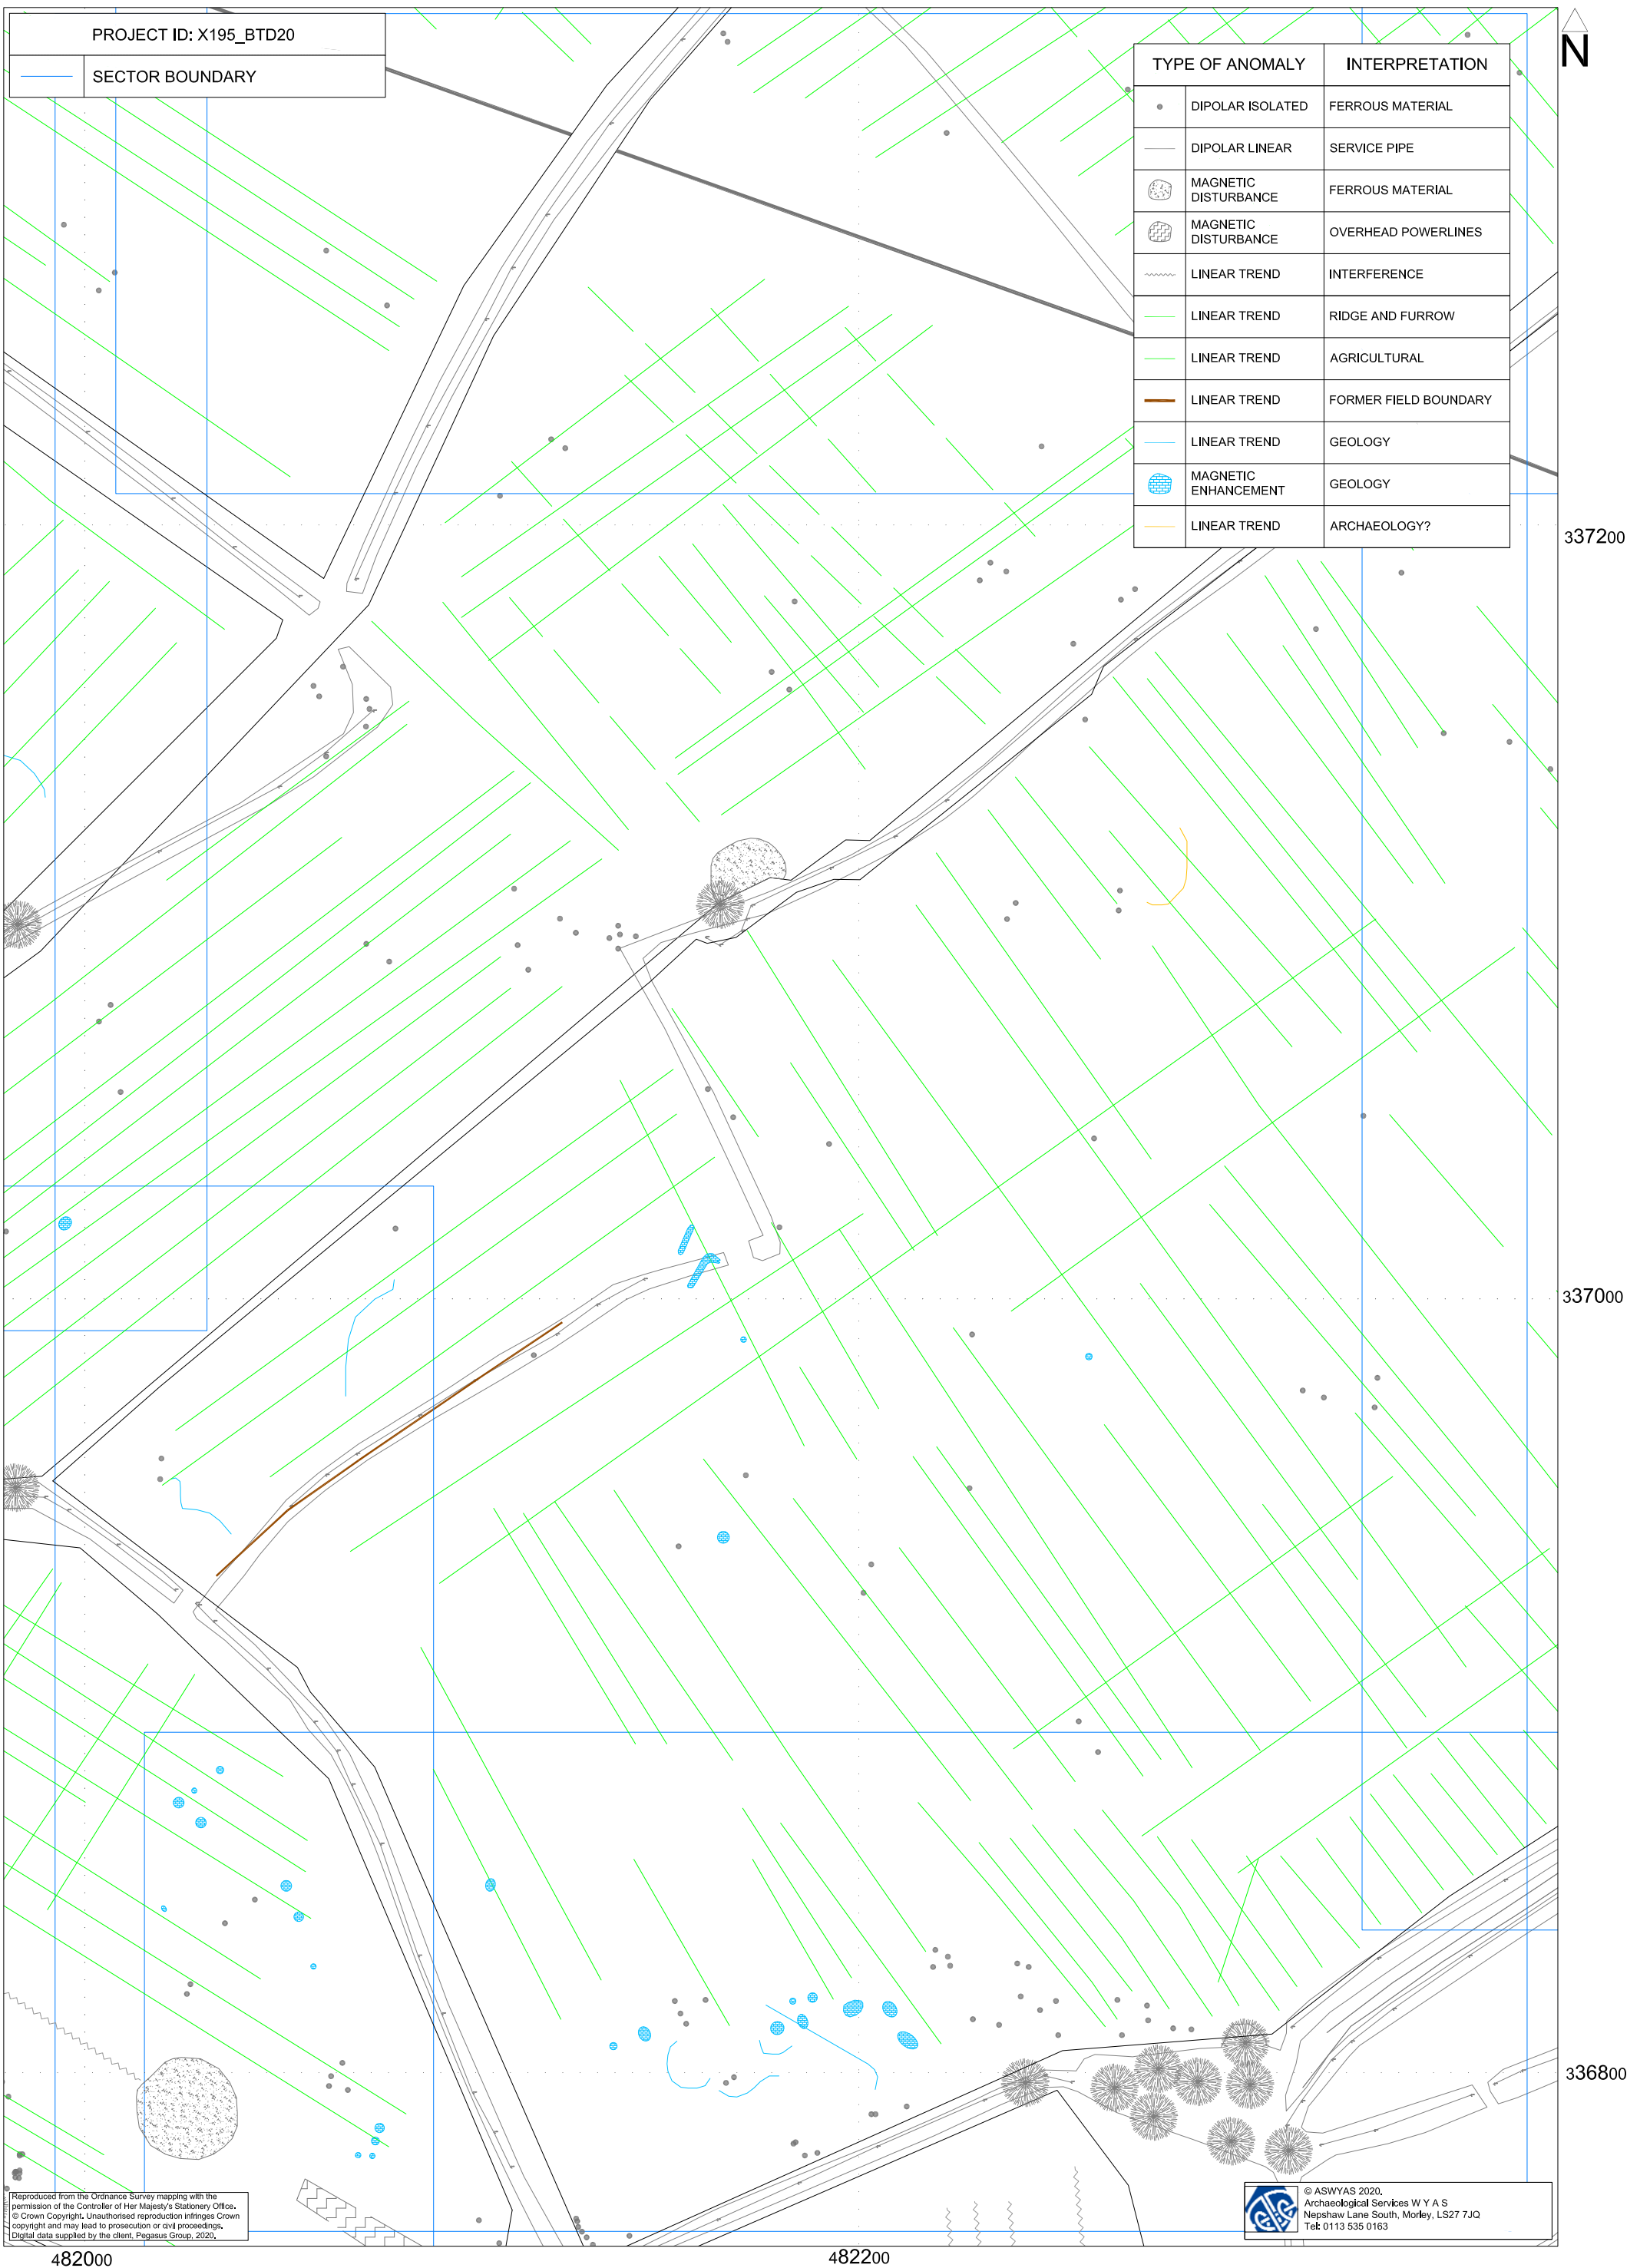 PROJECT ID: X195_BTD20
SECTOR BOUNDARY
N
TYPE OF ANOMALY INTERPRETATION
DIPOLAR ISOLATED FERROUS MATERIAL
DIPOLAR LINEAR SERVICE PIPE
MAGNETIC
DISTURBANCE FERROUS MATERIAL
MAGNETIC
DISTURBANCE OVERHEAD POWERLINES
LINEAR TREND INTERFERENCE
LINEAR TREND RIDGE AND FURROW
LINEAR TREND AGRICULTURAL
LINEAR TREND FORMER FIELD BOUNDARY
LINEAR TREND GEOLOGY
MAGNETIC
ENHANCEMENT GEOLOGY
LINEAR TREND ARCHAEOLOGY?
337200
337000
336800
Reproduced from the Ordnance Survey mapping with the
permission of the Controller of Her Majesty's Stationery Office.
© Crown Copyright. Unauthorised reproduction infringes Crown
copyright and may lead to prosecution or civil proceedings.
Digital data supplied by the client, Pegasus Group, 2020.
© ASWYAS 2020.
Archaeological Services W Y A S
Nepshaw Lane South, Morley, LS27 7JQ
Tel: 0113 535 0163
482000
482200